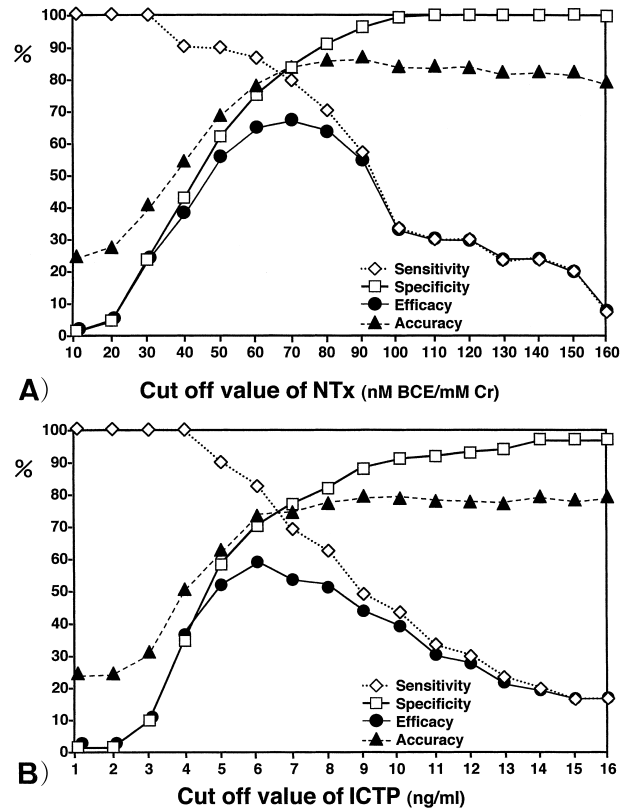 100
90
80
70
60
50
40
30
20
10
0
%
Sensitivity
Specificity
Efficacy
Accuracy
10 20 30 40 50 60 70 80 90 100 110 120 130 140 150 160
A) Cut off value of NTx (nM BCE/mM Cr)
100
90
80
70
60
50
40
30
20
10
0
%
Sensitivity
Specificity
Efficacy
Accuracy
1 2 3 4 5 6 7 8 9 10 11 12 13 14 15 16
B) Cut off value of ICTP (ng/ml)